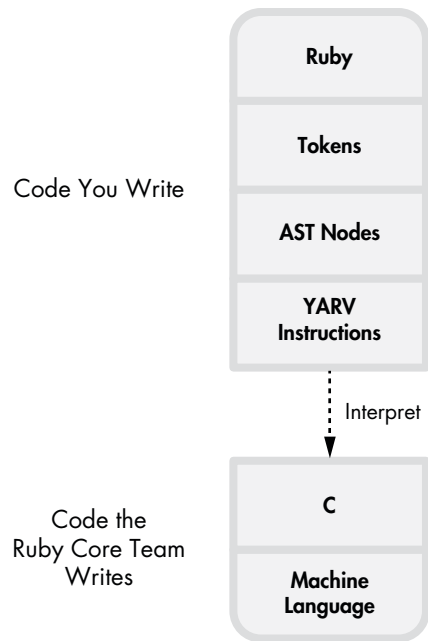 Ruby
Tokens
Code You Write
AST Nodes
YARV
Instructions
Interpret
C
Code the
Ruby Core Team
Writes
Machine
Language